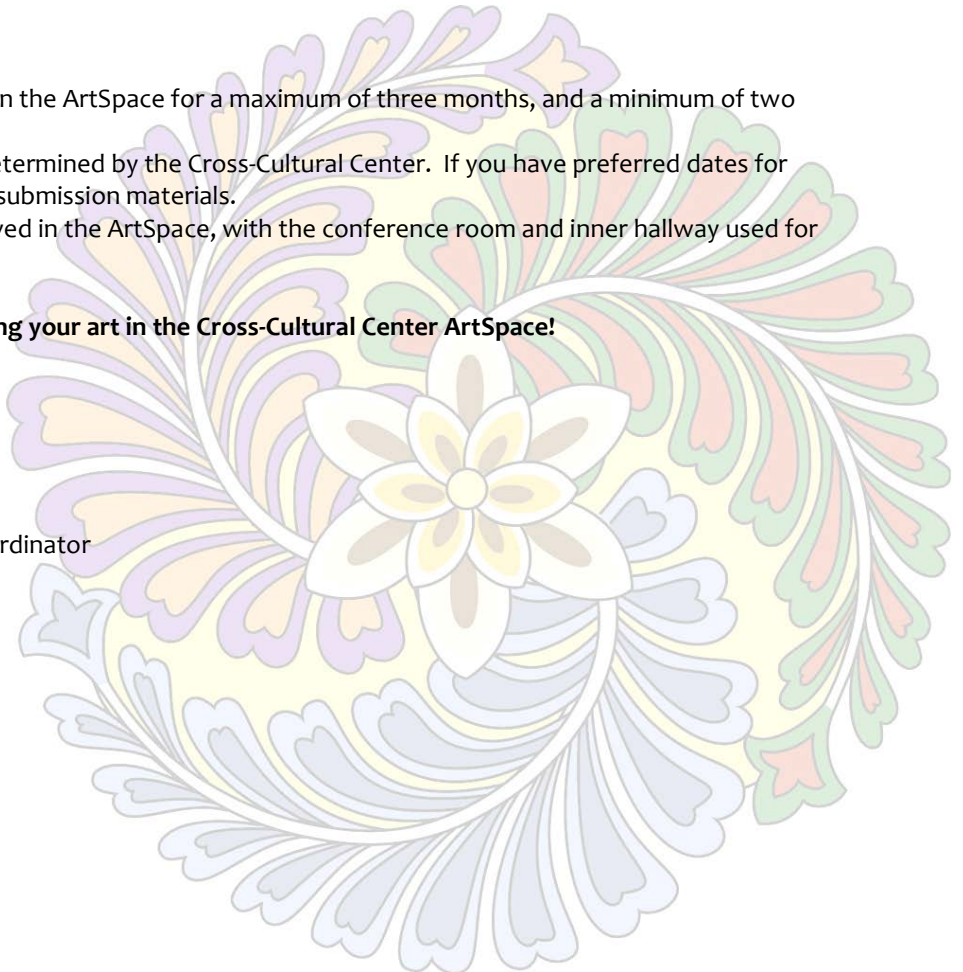 n the ArtSpace for a maximum of three months, and a minimum of two
etermined by the Cross-Cultural Center.  If you have preferred dates for
submission materials.
yed in the ArtSpace, with the conference room and inner hallway used for
ng your art in the Cross-Cultural Center ArtSpace!
rdinator